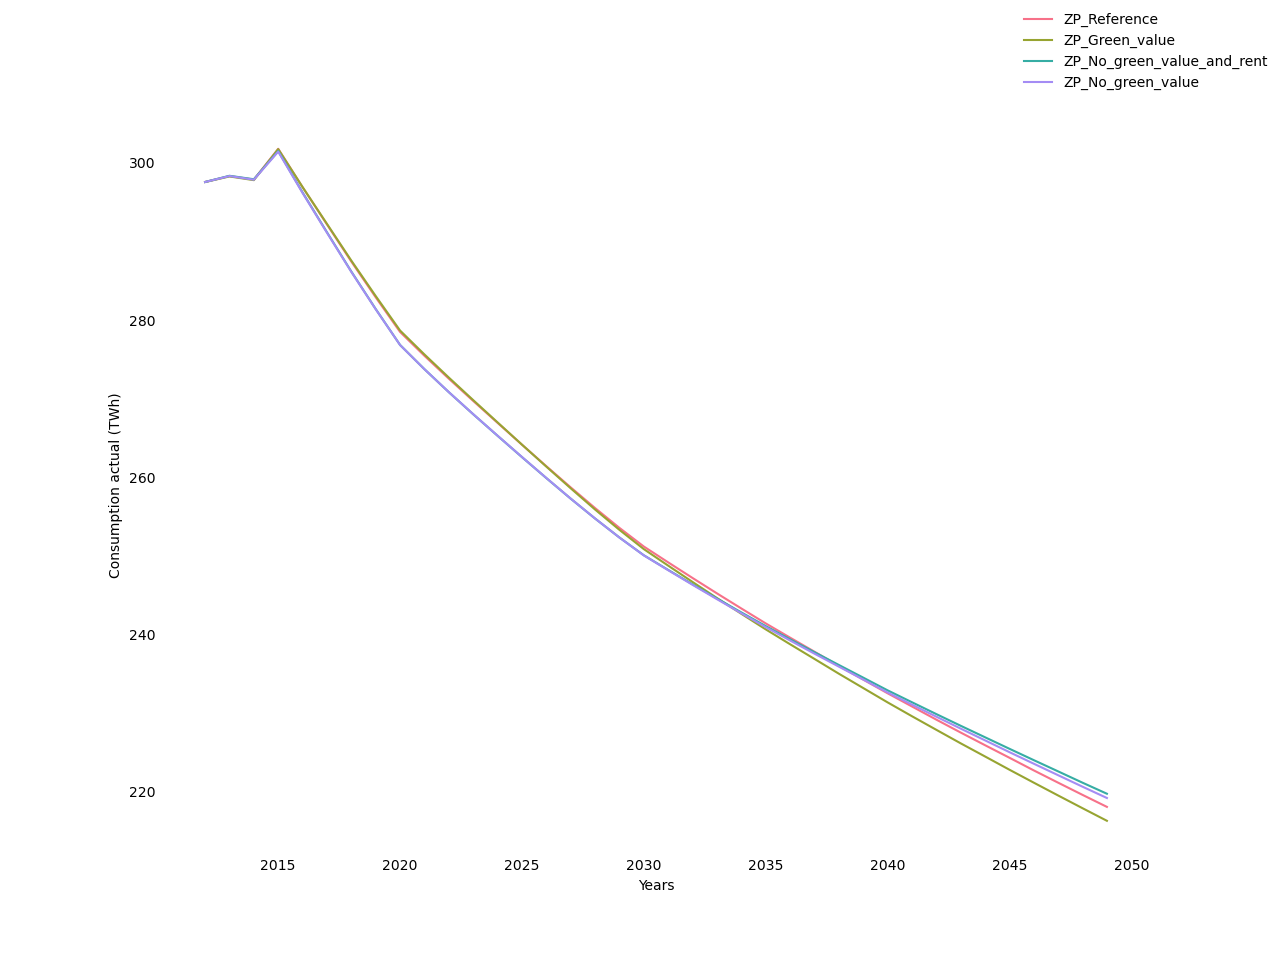 ZP_Reference
ZP_Green_value
ZP_No_green_value_and_rent
ZP_No_green_value
300
280
260
240
220
Consumption actual (TWh)
2015 2020 2025 2030 2035 2040 2045 2050
Years